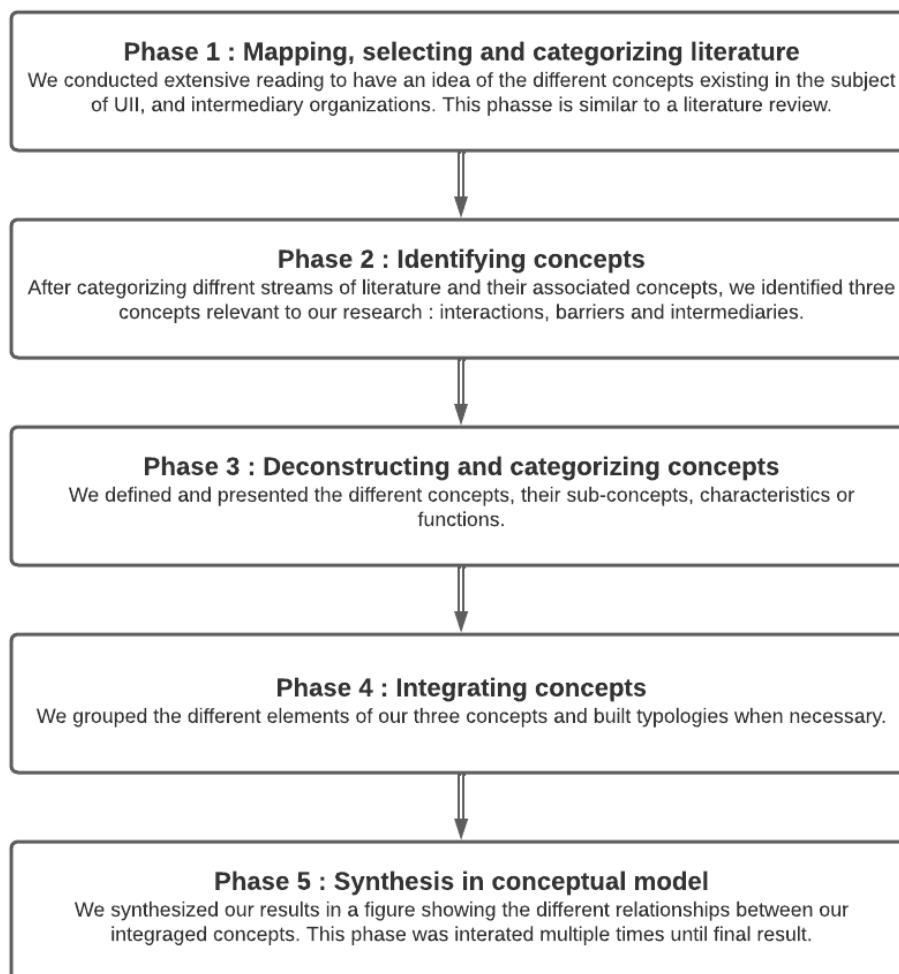 Phase 1 : Mapping, selecting and categorizing literature
We conducted extensive reading to have an idea of the different concepts existing in the subject
of UII, and intermediary organizations. This phasse is similar to a literature review.
Phase 2 : Identifying concepts
After categorizing diffrent streams of literature and their associated concepts, we identified three
concepts relevant to our research : interactions, barriers and intermediaries.
Phase 3 : Deconstructing and categorizing concepts
We defined and presented the different concepts, their sub-concepts, characteristics or
functions.
Phase 4 : Integrating concepts
We grouped the different elements of our three concepts and built typologies when necessary.
Phase 5 : Synthesis in conceptual model
We synthesized our results in a figure showing the different relationships between our
integraged concepts. This phase was interated multiple times until final result.